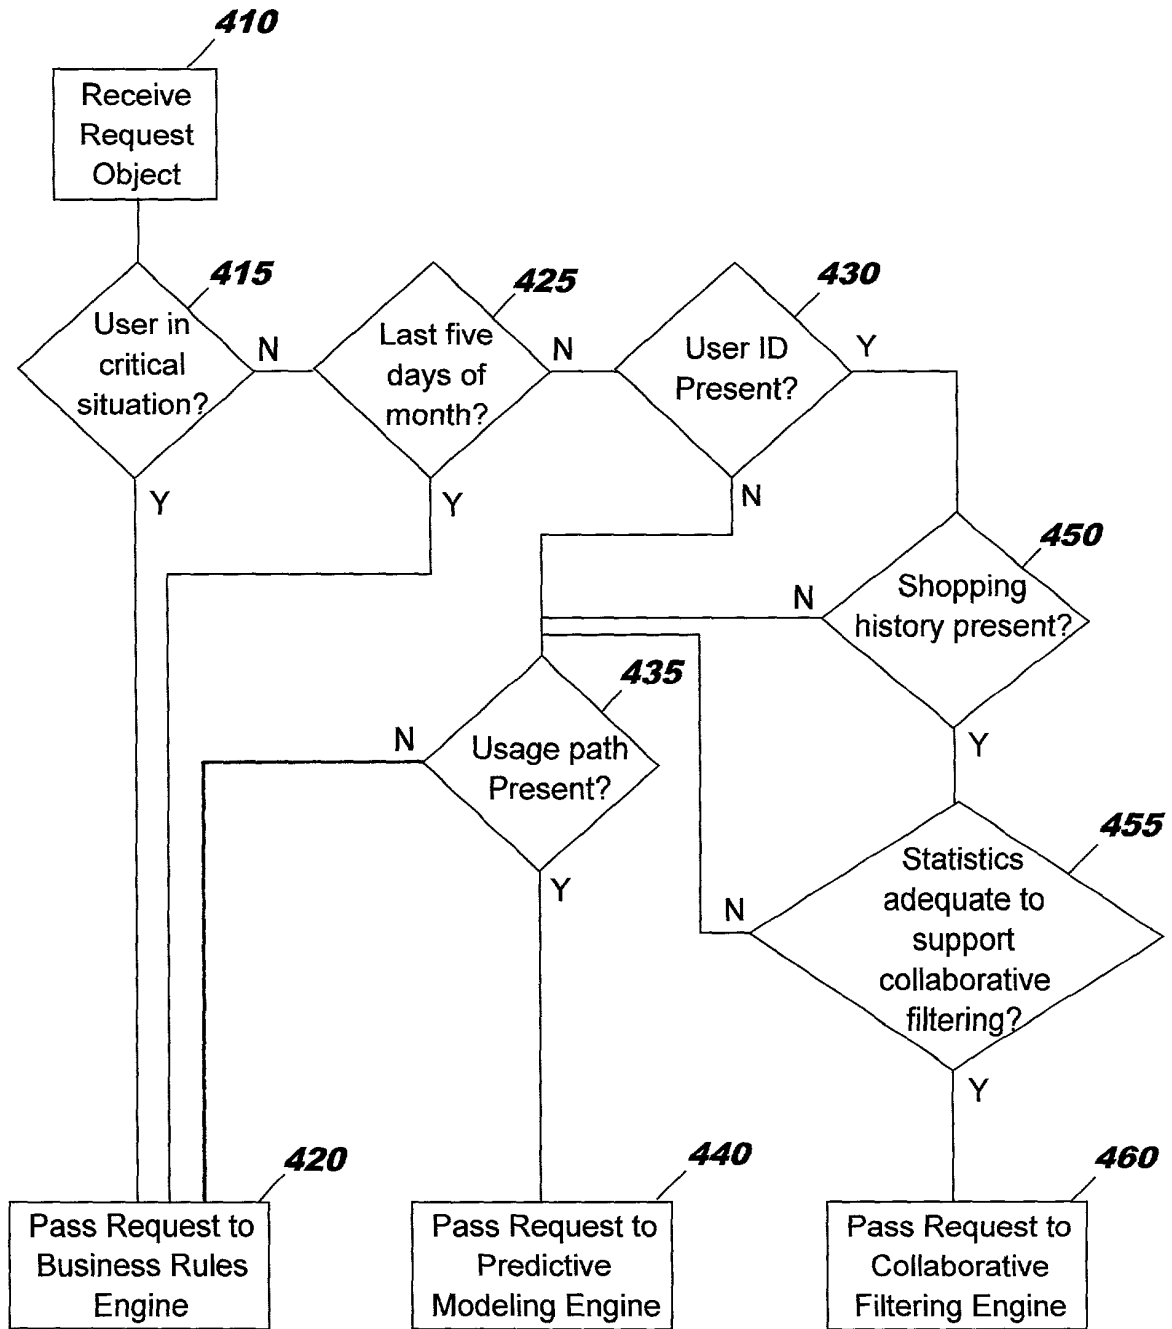 410
Receive
Request
Object
415
User in
critical
situation?
N
Y
425
Last five
days of
month?
N
Y
430
User ID
Present?
Y
N
450
Shopping
history present?
N
Y
435
Usage path
Present?
N
Y
455
Statistics
adequate to
support
collaborative
filtering?
N
Y
420
Pass Request to
Business Rules
Engine
440
Pass Request to
Predictive
Modeling Engine
460
Pass Request to
Collaborative
Filtering Engine